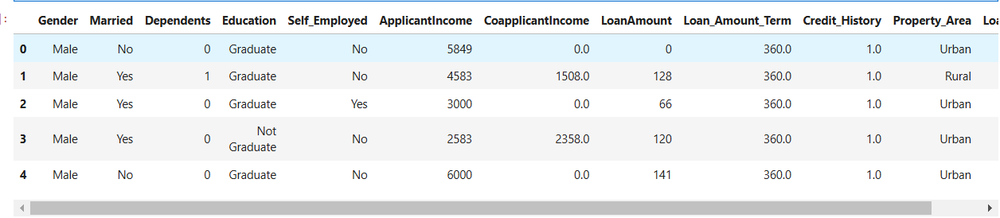 Gender Married Dependents Education Self_Employed ApplicantIncome CoapplicantIncome LoanAmount Loan_Amount_Term Credit_History Property_Area
0 Male No 0 Graduate No 5849 0.0 0 360.0 1.0 Urban
1 Male Yes 1 Graduate No 4583 1508.0 128 360.0 1.0 Rural
2 Male Yes 0 Graduate Yes 3000 0.0 66 360.0 1.0 Urban
3 Male Yes 0 Not Graduate No 2583 2358.0 120 360.0 1.0 Urban
4 Male No 0 Graduate No 6000 0.0 141 360.0 1.0 Urban